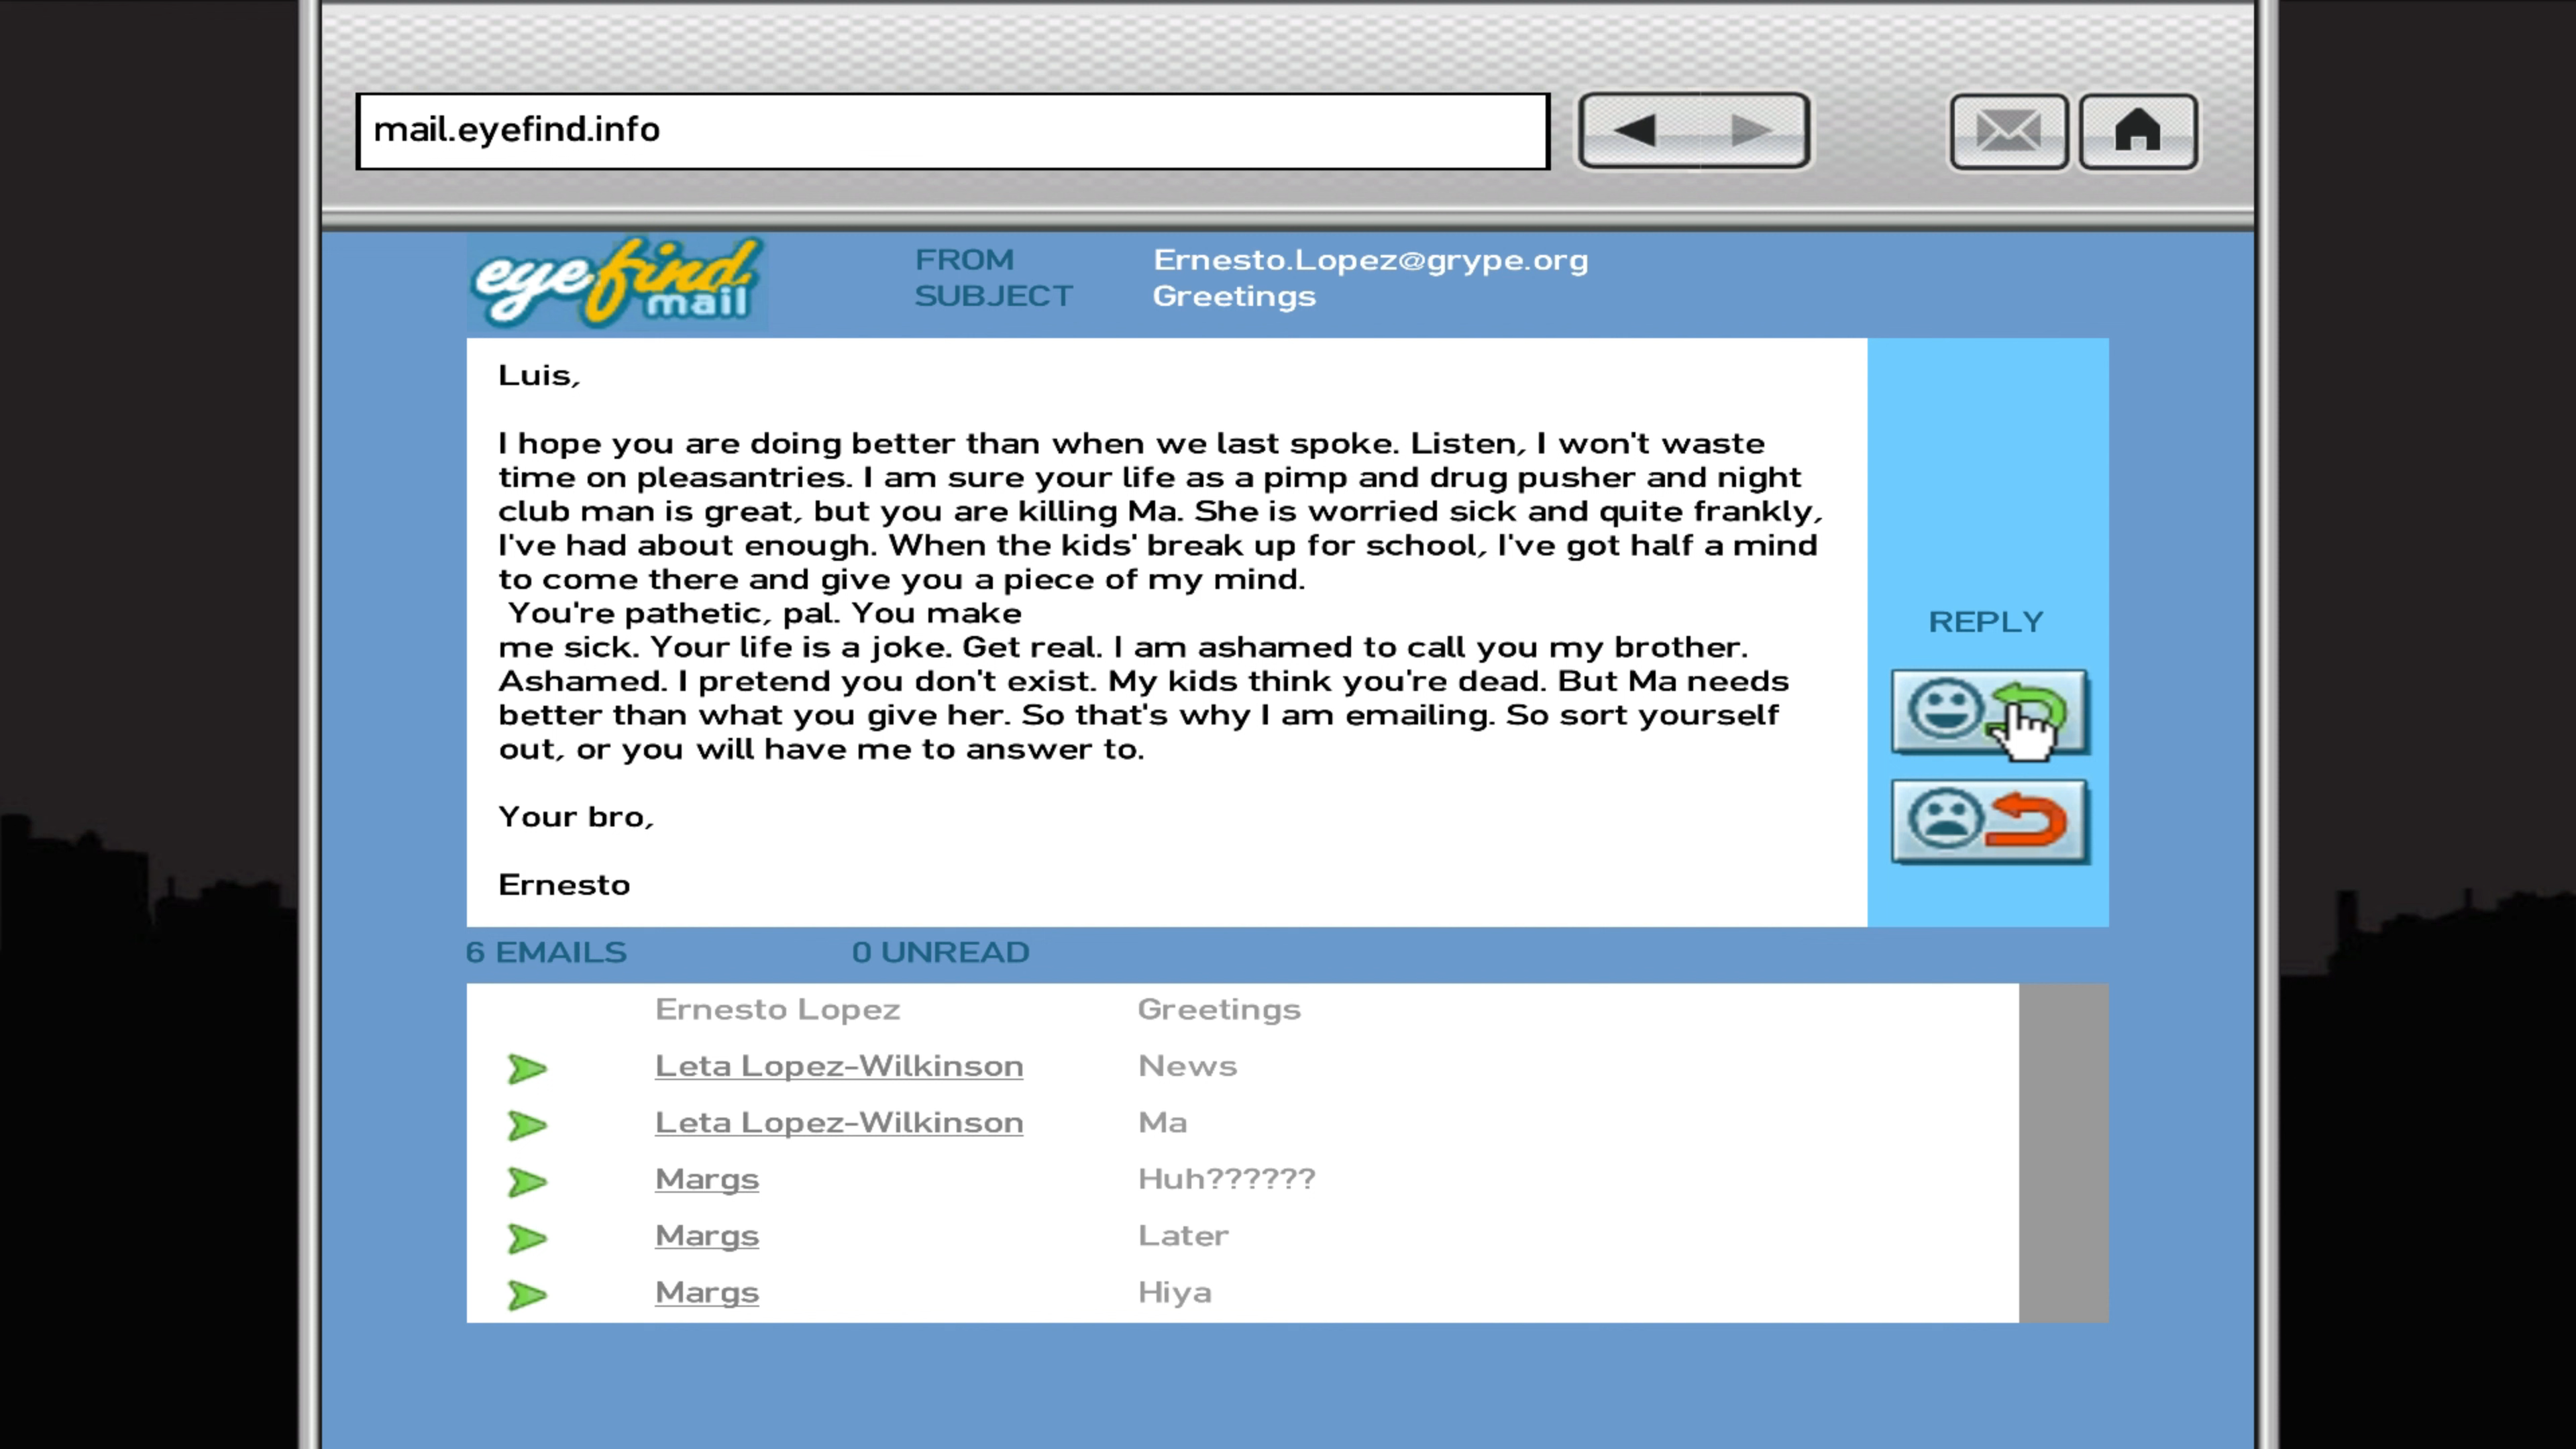 mail.eyefind.info
eyefind mail
FROM Ernesto.Lopez@grype.org
SUBJECT Greetings
Luis,
I hope you are doing better than when we last spoke. Listen, I won't waste
time on pleasantries. I am sure your life as a pimp and drug pusher and night
club man is great, but you are killing Ma. She is worried sick and quite frankly,
I've had about enough. When the kids' break up for school, I've got half a mind
to come there and give you a piece of my mind.
You're pathetic, pal. You make
me sick. Your life is a joke. Get real. I am ashamed to call you my brother.
Ashamed. I pretend you don't exist. My kids think you're dead. But Ma needs
better than what you give her. So that's why I am emailing. So sort yourself
out, or you will have me to answer to.
Your bro,
Ernesto
REPLY
6 EMAILS 0 UNREAD
Ernesto Lopez Greetings
Leta Lopez-Wilkinson News
Leta Lopez-Wilkinson Ma
Margs Huh??????
Margs Later
Margs Hiya